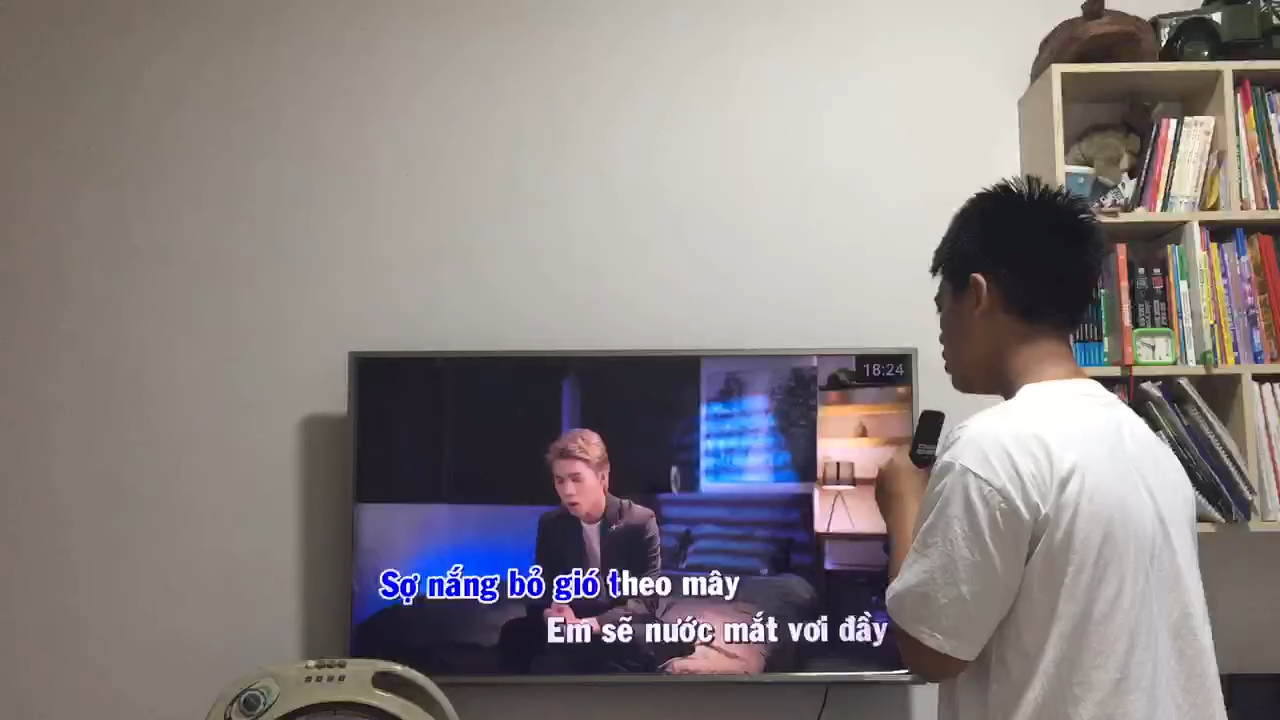 18:24
Sợ nắng bỏ gió theo mây
Em sẽ nước mắt vơi đầy